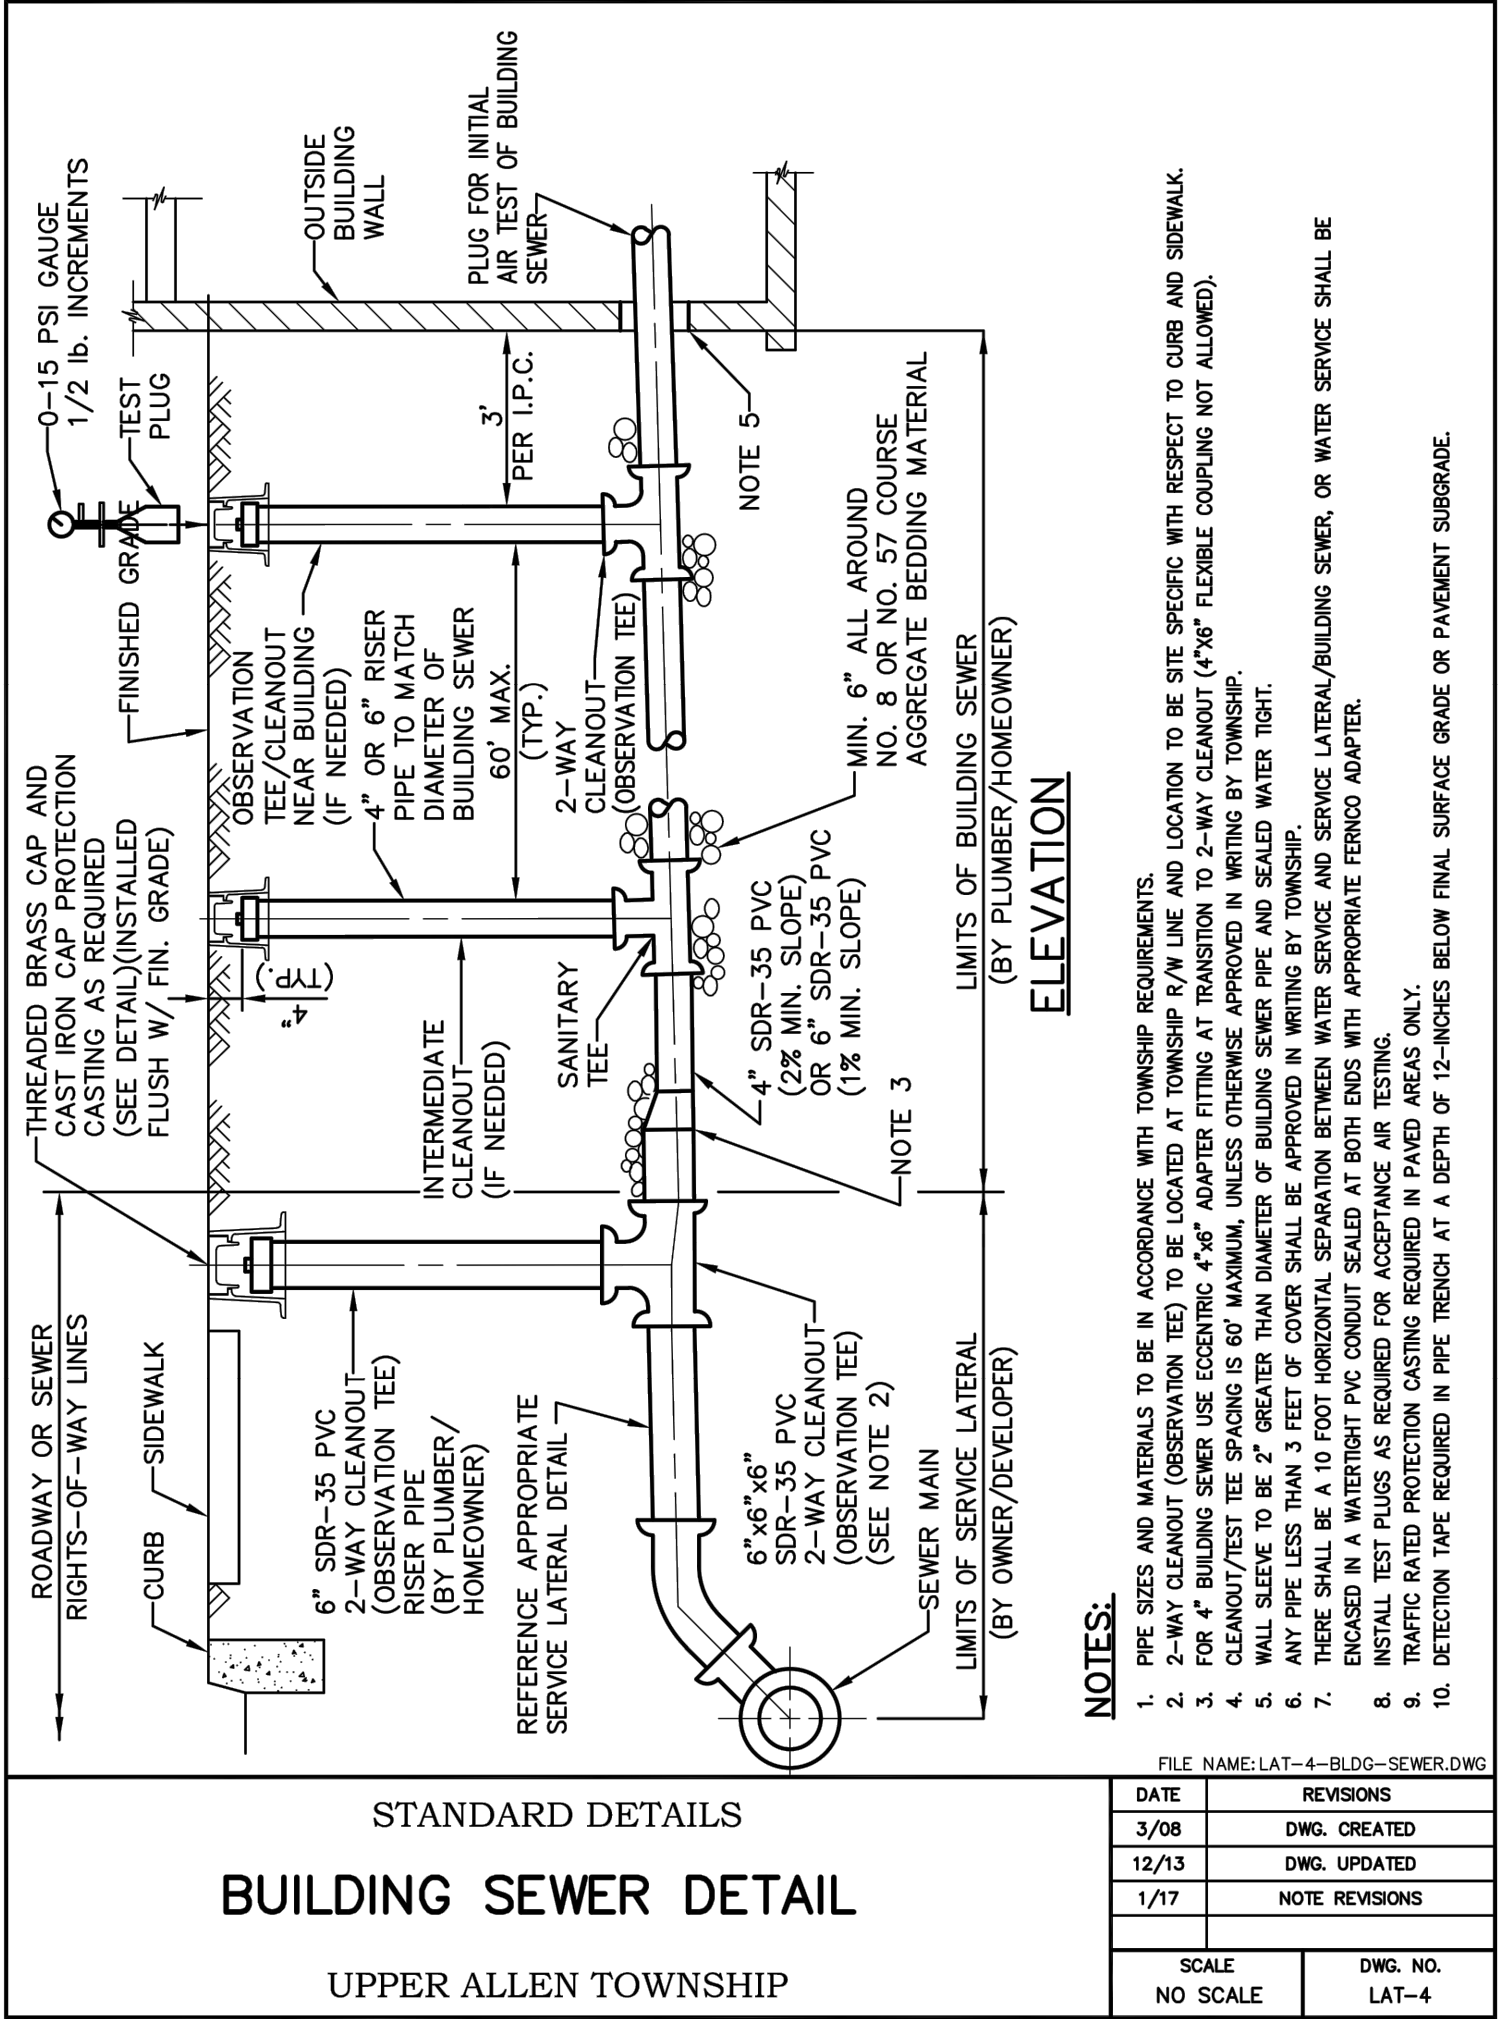 ROADWAY OR SEWER
RIGHTS-OF-WAY LINES
CURB
SIDEWALK
THREADED BRASS CAP AND
CAST IRON CAP PROTECTION
CASTING AS REQUIRED
(SEE DETAIL)(INSTALLED
FLUSH W/ FIN. GRADE)
FINISHED GRADE
0-15 PSI GAUGE
1/2 lb. INCREMENTS
TEST
PLUG
OUTSIDE
BUILDING
WALL
PLUG FOR INITIAL
AIR TEST OF BUILDING
SEWER
4"
(TYP.)
6" SDR-35 PVC
2-WAY CLEANOUT
(OBSERVATION TEE)
RISER PIPE
(BY PLUMBER/
HOMEOWNER)
INTERMEDIATE
CLEANOUT
(IF NEEDED)
OBSERVATION
TEE/CLEANOUT
NEAR BUILDING
(IF NEEDED)
4" OR 6" RISER
PIPE TO MATCH
DIAMETER OF
BUILDING SEWER
60' MAX.
(TYP.)
3'
PER I.P.C.
2-WAY
CLEANOUT
(OBSERVATION TEE)
SANITARY
TEE
REFERENCE APPROPRIATE
SERVICE LATERAL DETAIL
6"x6"x6"
SDR-35 PVC
2-WAY CLEANOUT
(OBSERVATION TEE)
(SEE NOTE 2)
SEWER MAIN
NOTE 3
4" SDR-35 PVC
(2% MIN. SLOPE)
OR 6" SDR-35 PVC
(1% MIN. SLOPE)
MIN. 6" ALL AROUND
NO. 8 OR NO. 57 COURSE
AGGREGATE BEDDING MATERIAL
NOTE 5
LIMITS OF SERVICE LATERAL
(BY OWNER/DEVELOPER)
LIMITS OF BUILDING SEWER
(BY PLUMBER/HOMEOWNER)
ELEVATION
NOTES:
1. PIPE SIZES AND MATERIALS TO BE IN ACCORDANCE WITH TOWNSHIP REQUIREMENTS.
2. 2-WAY CLEANOUT (OBSERVATION TEE) TO BE LOCATED AT TOWNSHIP R/W LINE AND LOCATION TO BE SITE SPECIFIC WITH RESPECT TO CURB AND SIDEWALK.
3. FOR 4" BUILDING SEWER USE ECCENTRIC 4"x6" ADAPTER FITTING AT TRANSITION TO 2-WAY CLEANOUT (4"X6" FLEXIBLE COUPLING NOT ALLOWED).
4. CLEANOUT/TEST TEE SPACING IS 60' MAXIMUM, UNLESS OTHERWISE APPROVED IN WRITING BY TOWNSHIP.
5. WALL SLEEVE TO BE 2" GREATER THAN DIAMETER OF BUILDING SEWER PIPE AND SEALED WATER TIGHT.
6. ANY PIPE LESS THAN 3 FEET OF COVER SHALL BE APPROVED IN WRITING BY TOWNSHIP.
7. THERE SHALL BE A 10 FOOT HORIZONTAL SEPARATION BETWEEN WATER SERVICE AND SERVICE LATERAL/BUILDING SEWER, OR WATER SERVICE SHALL BE
ENCASED IN A WATERTIGHT PVC CONDUIT SEALED AT BOTH ENDS WITH APPROPRIATE FERNCO ADAPTER.
8. INSTALL TEST PLUGS AS REQUIRED FOR ACCEPTANCE AIR TESTING.
9. TRAFFIC RATED PROTECTION CASTING REQUIRED IN PAVED AREAS ONLY.
10. DETECTION TAPE REQUIRED IN PIPE TRENCH AT A DEPTH OF 12-INCHES BELOW FINAL SURFACE GRADE OR PAVEMENT SUBGRADE.
FILE NAME: LAT-4-BLDG-SEWER.DWG
STANDARD DETAILS
BUILDING SEWER DETAIL
UPPER ALLEN TOWNSHIP
DATE REVISIONS
3/08 DWG. CREATED
12/13 DWG. UPDATED
1/17 NOTE REVISIONS
SCALE DWG. NO.
NO SCALE LAT-4